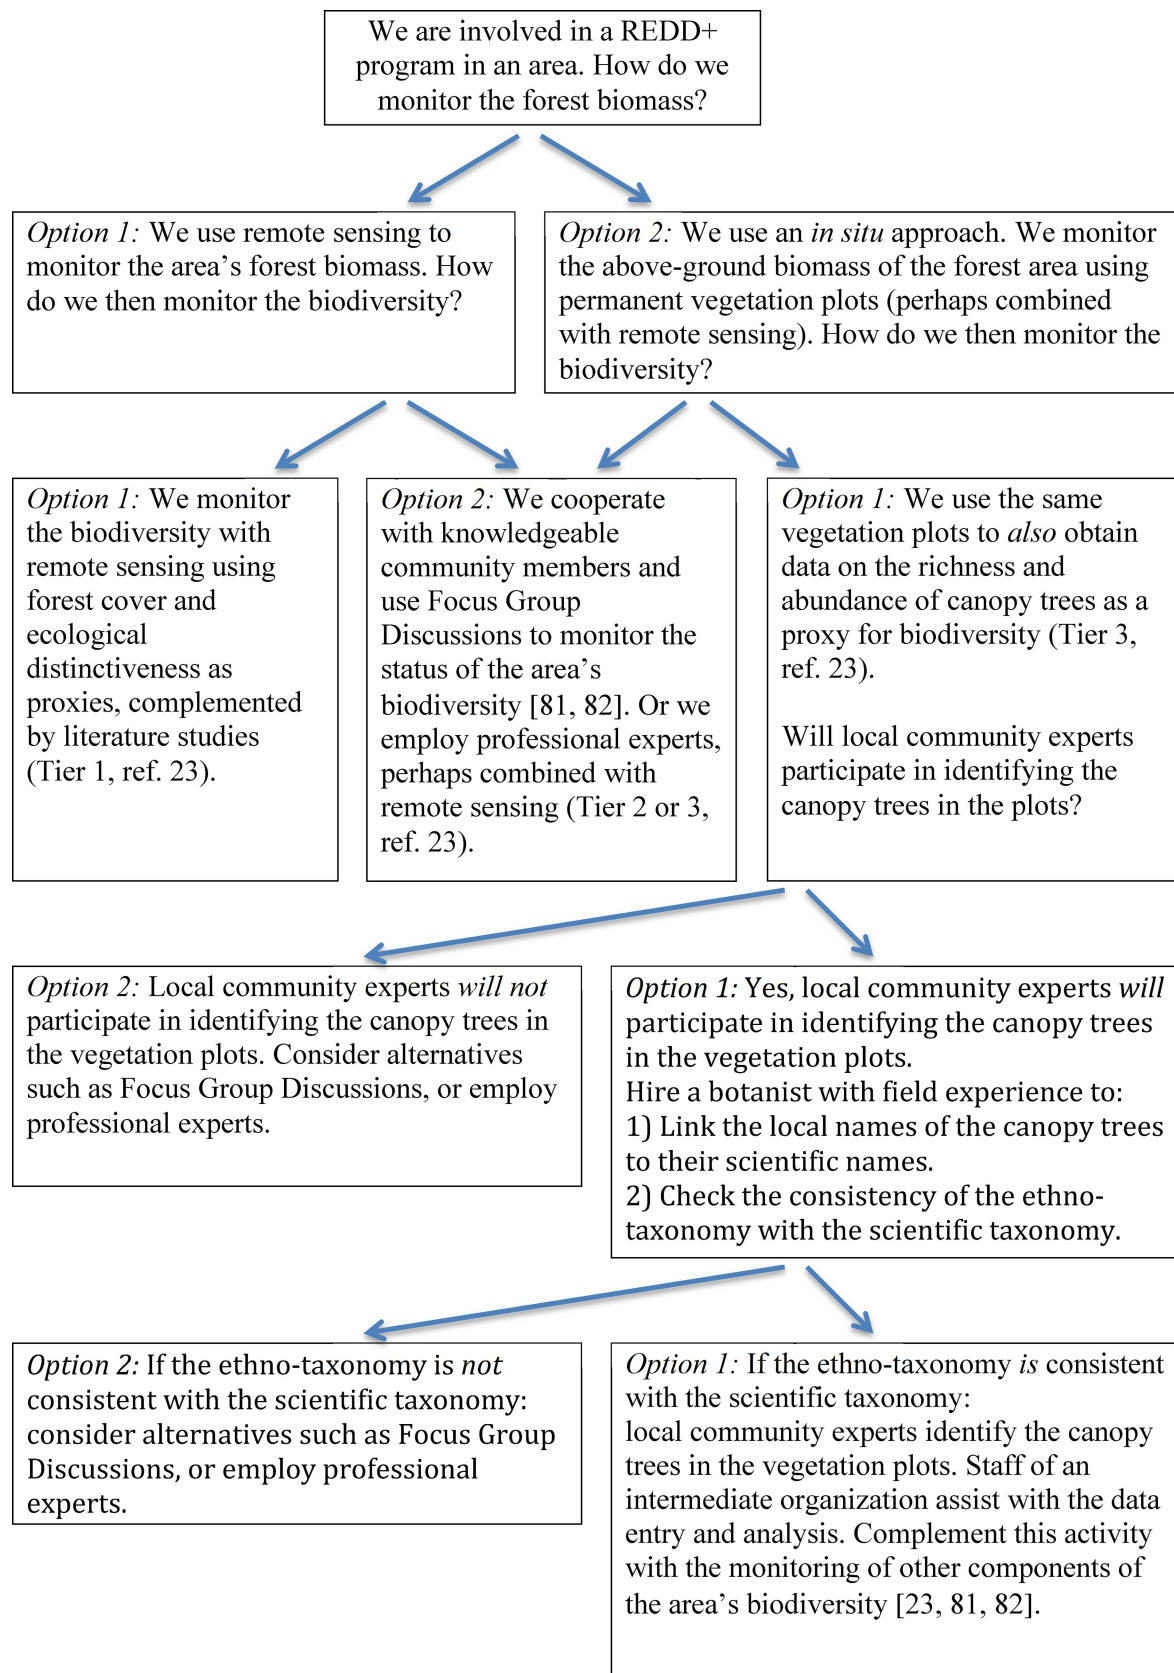 We are involved in a REDD+
program in an area. How do we
monitor the forest biomass?
Option 1: We use remote sensing to
monitor the area’s forest biomass. How
do we then monitor the biodiversity?
Option 2: We use an in situ approach. We monitor
the above-ground biomass of the forest area using
permanent vegetation plots (perhaps combined
with remote sensing). How do we then monitor the
biodiversity?
Option 1: We monitor
the biodiversity with
remote sensing using
forest cover and
ecological
distinctiveness as
proxies, complemented
by literature studies
(Tier 1, ref. 23).
Option 2: We cooperate
with knowledgeable
community members and
use Focus Group
Discussions to monitor the
status of the area’s
biodiversity [81, 82]. Or we
employ professional experts,
perhaps combined with
remote sensing (Tier 2 or 3,
ref. 23).
Option 1: We use the same
vegetation plots to also obtain
data on the richness and
abundance of canopy trees as a
proxy for biodiversity (Tier 3,
ref. 23).
Will local community experts
participate in identifying the
canopy trees in the plots?
Option 2: Local community experts will not
participate in identifying the canopy trees in
the vegetation plots. Consider alternatives
such as Focus Group Discussions, or employ
professional experts.
Option 1: Yes, local community experts will
participate in identifying the canopy trees
in the vegetation plots.
Hire a botanist with field experience to:
1) Link the local names of the canopy trees
to their scientific names.
2) Check the consistency of the ethno-
taxonomy with the scientific taxonomy.
Option 2: If the ethno-taxonomy is not
consistent with the scientific taxonomy:
consider alternatives such as Focus Group
Discussions, or employ professional
experts.
Option 1: If the ethno-taxonomy is consistent
with the scientific taxonomy:
local community experts identify the canopy
trees in the vegetation plots. Staff of an
intermediate organization assist with the data
entry and analysis. Complement this activity
with the monitoring of other components of
the area’s biodiversity [23, 81, 82].